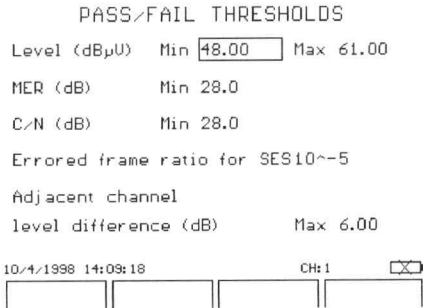 PASS/FAIL THRESHOLDS
Level (dBµV) Min 48.00 Max 61.00
MER (dB) Min 28.0
C/N (dB) Min 28.0
Errored frame ratio for SES10^-5
Adjacent channel
level difference (dB) Max 6.00
10/4/1998 14:09:18 CH:1